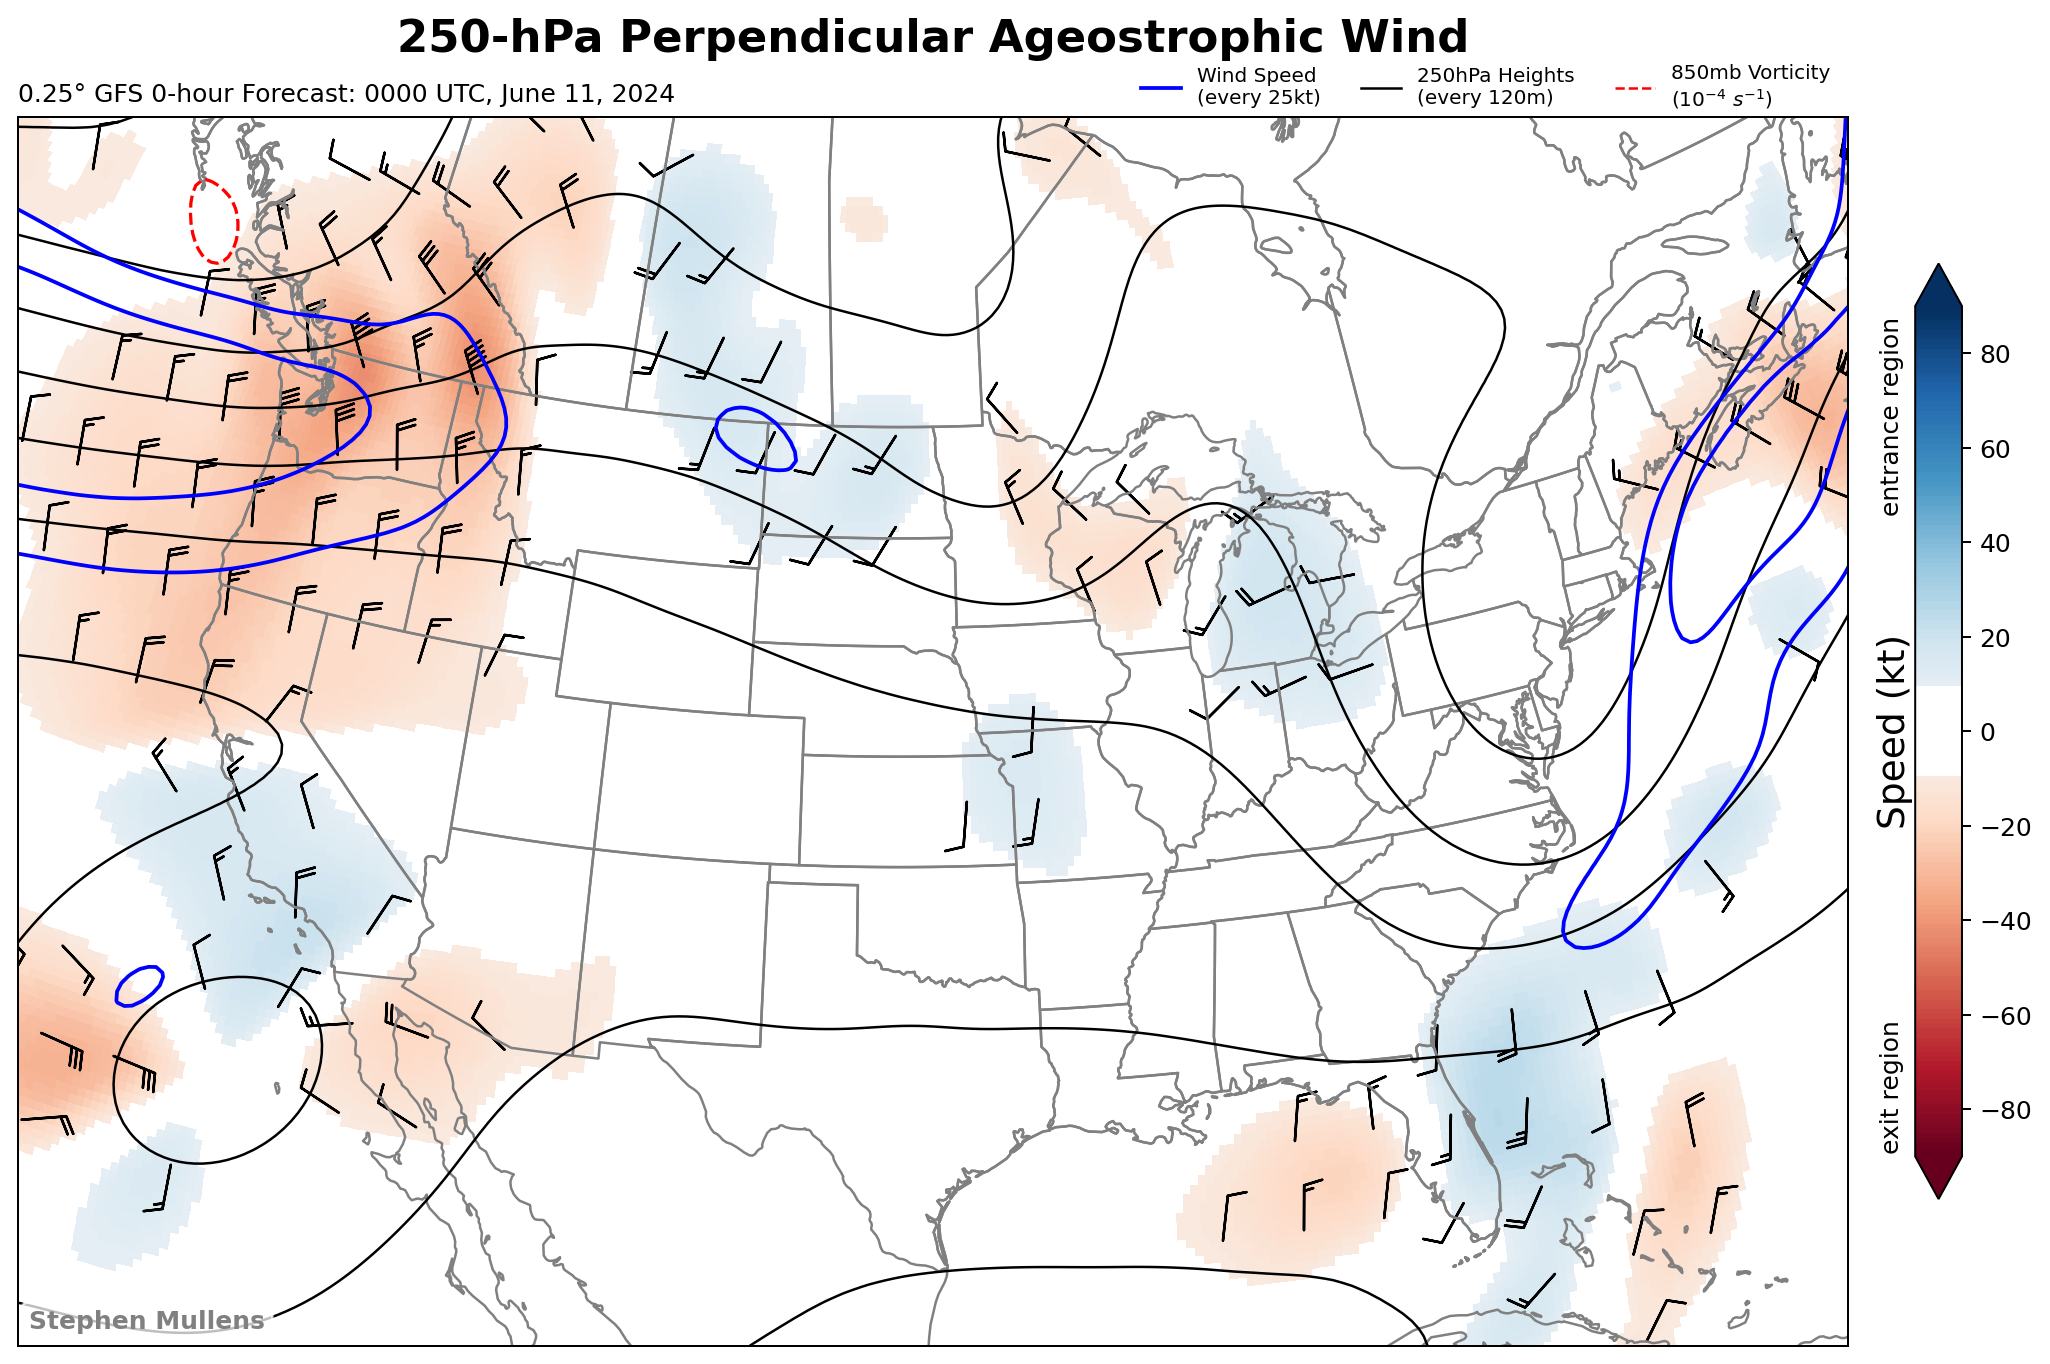 250-hPa Perpendicular Ageostrophic Wind
0.25° GFS 0-hour Forecast: 0000 UTC, June 11, 2024
Wind Speed
(every 25kt)
250hPa Heights
(every 120m)
850mb Vorticity
(10⁻⁴ s⁻¹)
entrance region
exit region
Speed (kt)
80
60
40
20
0
−20
−40
−60
−80
Stephen Mullens